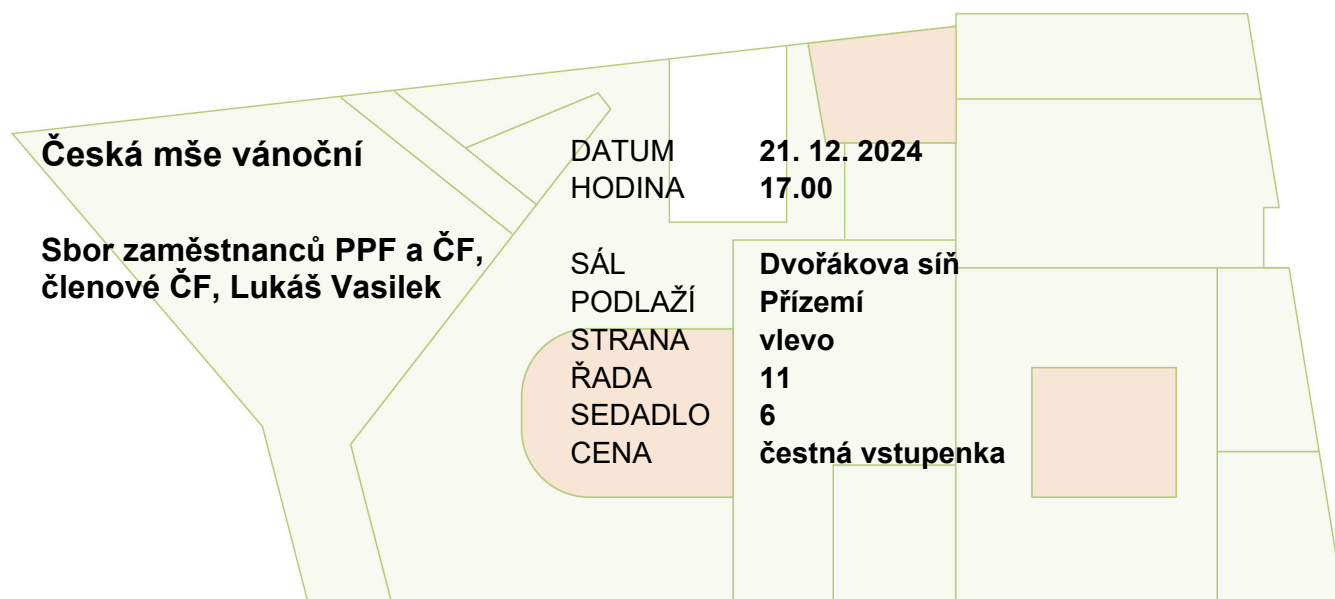 Česká mše vánoční
Sbor zaměstnanců PPF a ČF,
členové ČF, Lukáš Vasilek
DATUM 21. 12. 2024
HODINA 17.00
SÁL Dvořákova síň
PODLAŽÍ Přízemí
STRANA vlevo
ŘADA 11
SEDADLO 6
CENA čestná vstupenka